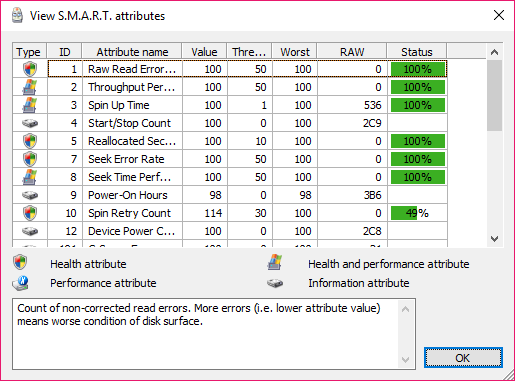 View S.M.A.R.T. attributes
Type ID Attribute name Value Thre... Worst RAW Status
1 Raw Read Error... 100 50 100 0 100%
2 Throughput Per... 100 50 100 0 100%
3 Spin Up Time 100 1 100 536 100%
4 Start/Stop Count 100 0 100 2C9
5 Reallocated Sec... 100 10 100 0 100%
7 Seek Error Rate 100 50 100 0 100%
8 Seek Time Perf... 100 50 100 0 100%
9 Power-On Hours 98 0 98 3B6
10 Spin Retry Count 114 30 100 0 49%
12 Device Power C... 100 0 100 2C8
Health attribute Health and performance attribute
Performance attribute Information attribute
Count of non-corrected read errors. More errors (i.e. lower attribute value)
means worse condition of disk surface.
OK